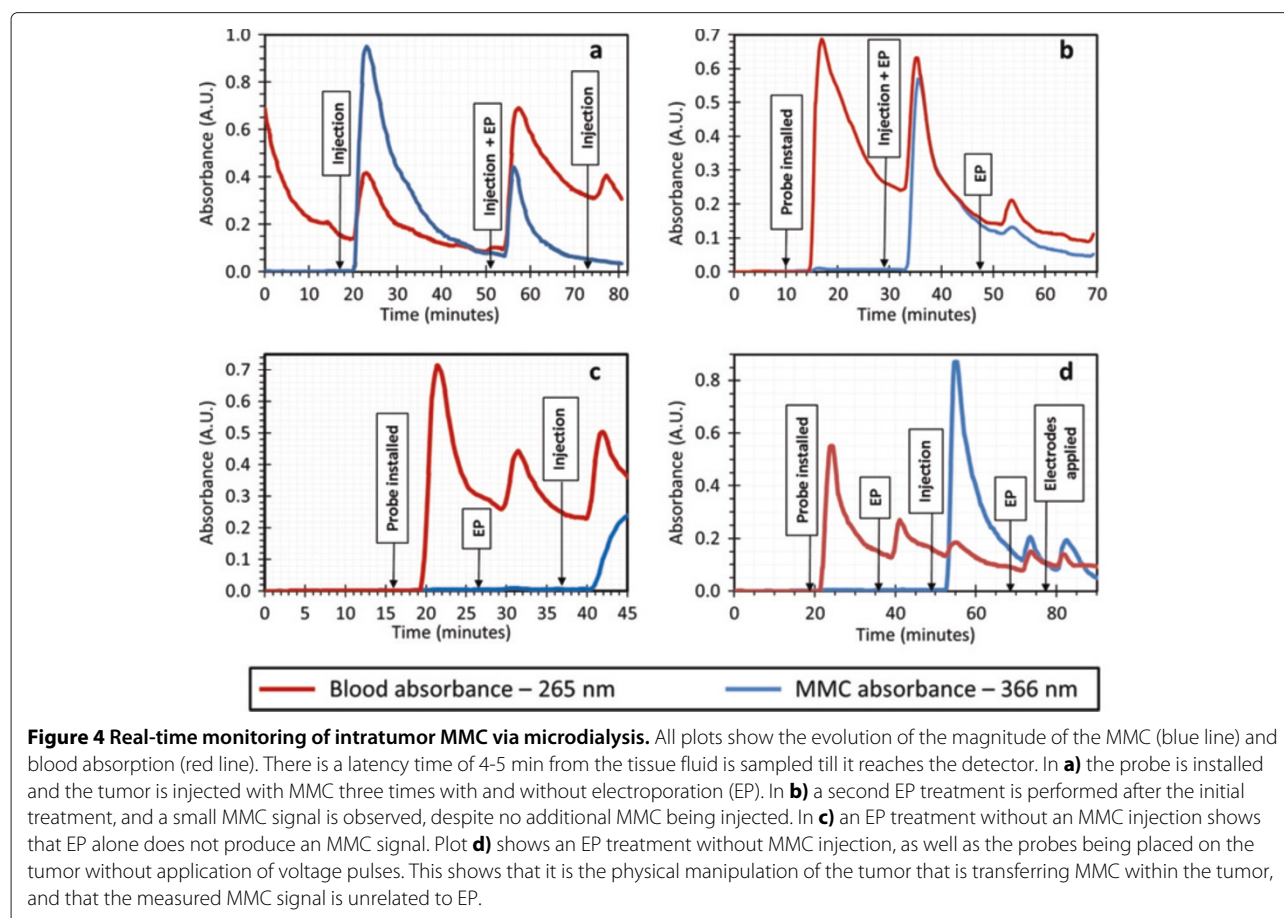 a
Absorbance (A.U.)
1.0
0.8
0.6
0.4
0.2
0.0
Injection
Injection + EP
Injection
0 10 20 30 40 50 60 70 80
Time (minutes)
b
Absorbance (A.U.)
0.7
0.6
0.5
0.4
0.3
0.2
0.1
0.0
Probe installed
Injection + EP
EP
0 10 20 30 40 50 60 70
Time (minutes)
c
Absorbance (A.U.)
0.7
0.6
0.5
0.4
0.3
0.2
0.1
0.0
Probe installed
EP
Injection
0 5 10 15 20 25 30 35 40 45
Time (minutes)
d
Absorbance (A.U.)
0.8
0.6
0.4
0.2
0.0
Probe installed
EP
Injection
EP
Electrodes
applied
0 20 40 60 80
Time (minutes)
Blood absorbance – 265 nm
MMC absorbance – 366 nm
Figure 4 Real-time monitoring of intratumor MMC via microdialysis. All plots show the evolution of the magnitude of the MMC (blue line) and
blood absorption (red line). There is a latency time of 4-5 min from the tissue fluid is sampled till it reaches the detector. In a) the probe is installed
and the tumor is injected with MMC three times with and without electroporation (EP). In b) a second EP treatment is performed after the initial
treatment, and a small MMC signal is observed, despite no additional MMC being injected. In c) an EP treatment without an MMC injection shows
that EP alone does not produce an MMC signal. Plot d) shows an EP treatment without MMC injection, as well as the probes being placed on the
tumor without application of voltage pulses. This shows that it is the physical manipulation of the tumor that is transferring MMC within the tumor,
and that the measured MMC signal is unrelated to EP.